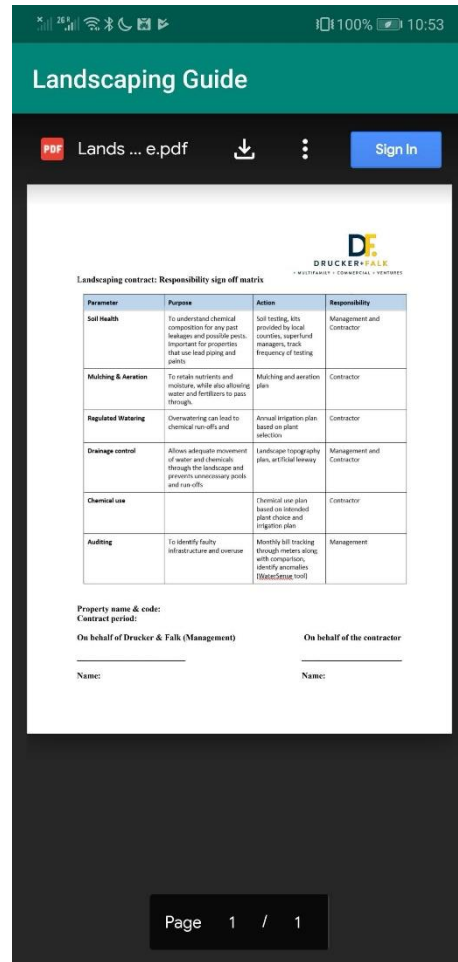 26 B
100% 10:53
Landscaping Guide
PDF Lands ... e.pdf Sign In
DF.
DRUCKER+FALK
• MULTIFAMILY • COMMERCIAL • VENTURES
Landscaping contract: Responsibility sign off matrix
Parameter Purpose Action Responsibility
Soil Health To understand chemical Soil testing, kits Management and
composition for any past provided by local Contractor
leakages and possible pests. counties, superfund
Important for properties managers, track
that use lead piping and frequency of testing
paints
Mulching & Aeration To retain nutrients and Mulching and aeration Contractor
moisture, while also allowing plan
water and fertilizers to pass
through.
Regulated Watering Overwatering can lead to Annual irrigation plan Contractor
chemical run-offs and based on plant
selection
Drainage control Allows adequate movement Landscape topography Management and
of water and chemicals plan, artificial leeway Contractor
through the landscape and
prevents unnecessary pools
and run-offs
Chemical use Chemical use plan Contractor
based on intended
plant choice and
irrigation plan
Auditing To identify faulty Monthly bill tracking Management
infrastructure and overuse through meters along
with comparison,
identify anomalies
(WaterSense tool)
Property name & code:
Contract period:
On behalf of Drucker & Falk (Management) On behalf of the contractor
Name: Name:
Page 1 / 1